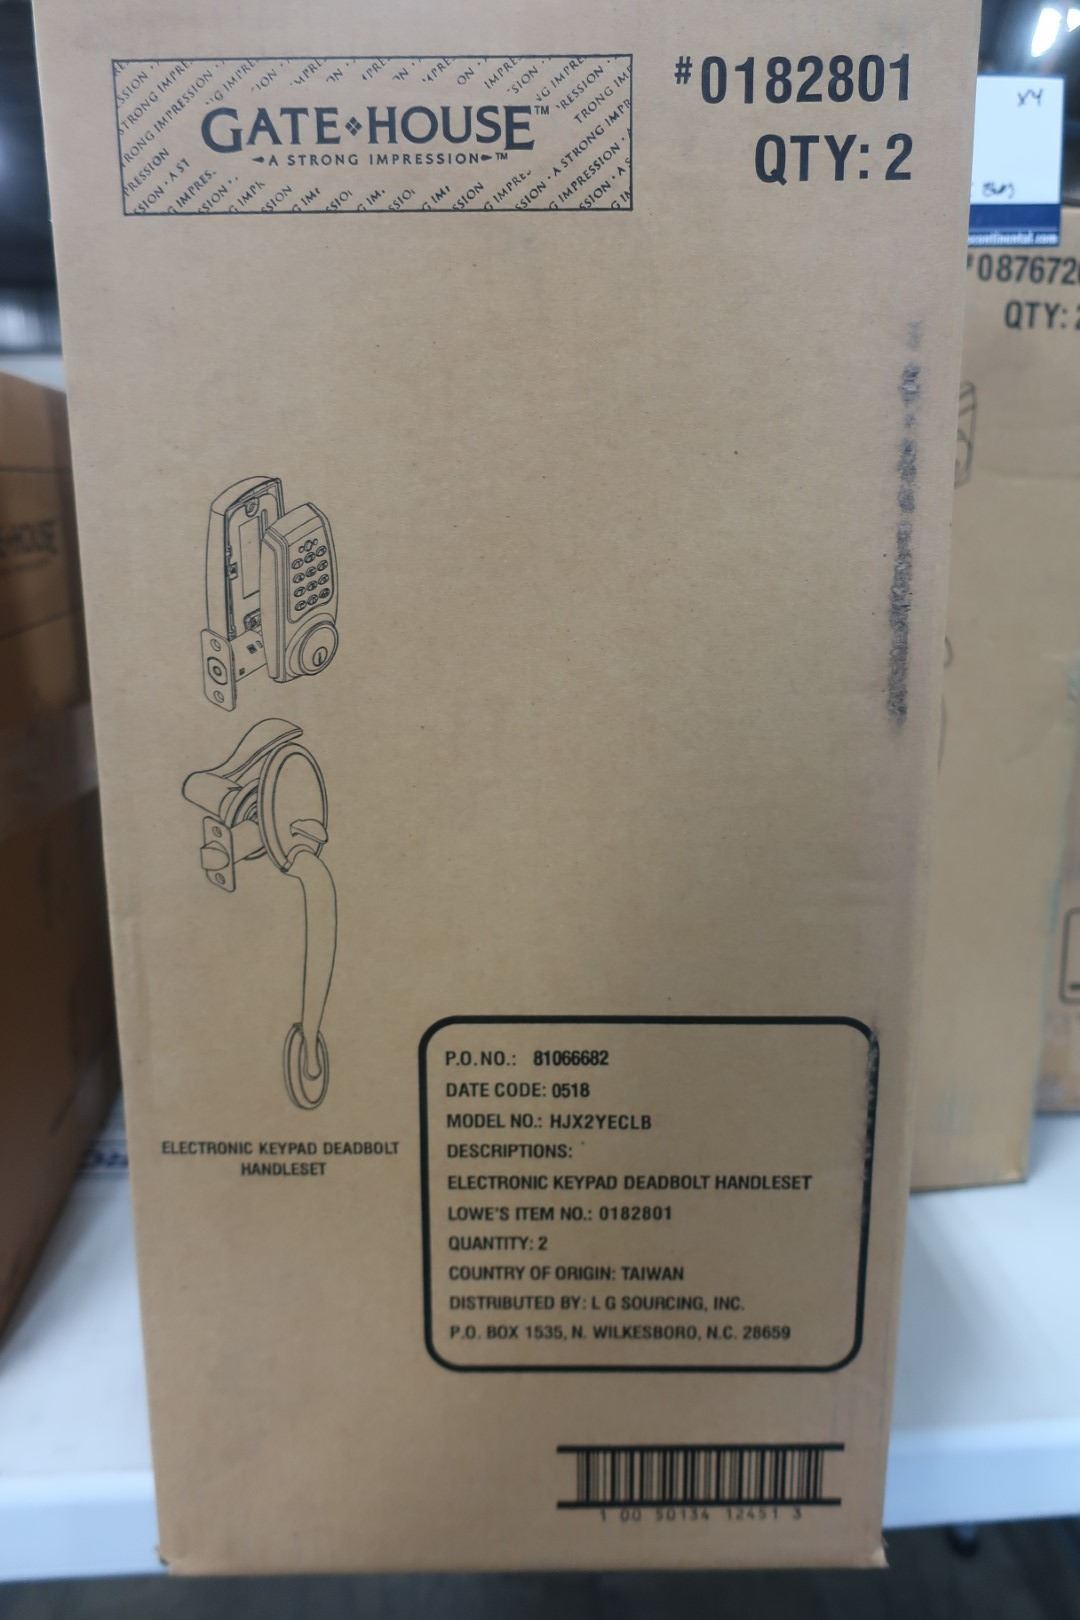 GATE❖HOUSE™
A STRONG IMPRESSION™
#0182801
QTY: 2
x4
#087672
QTY: 2
ELECTRONIC KEYPAD DEADBOLT
HANDLESET
P.O.NO.: 81066682
DATE CODE: 0518
MODEL NO.: HJX2YECLB
DESCRIPTIONS:
ELECTRONIC KEYPAD DEADBOLT HANDLESET
LOWE'S ITEM NO.: 0182801
QUANTITY: 2
COUNTRY OF ORIGIN: TAIWAN
DISTRIBUTED BY: L G SOURCING, INC.
P.O. BOX 1535, N. WILKESBORO, N.C. 28659
1 00 50134 12451 3